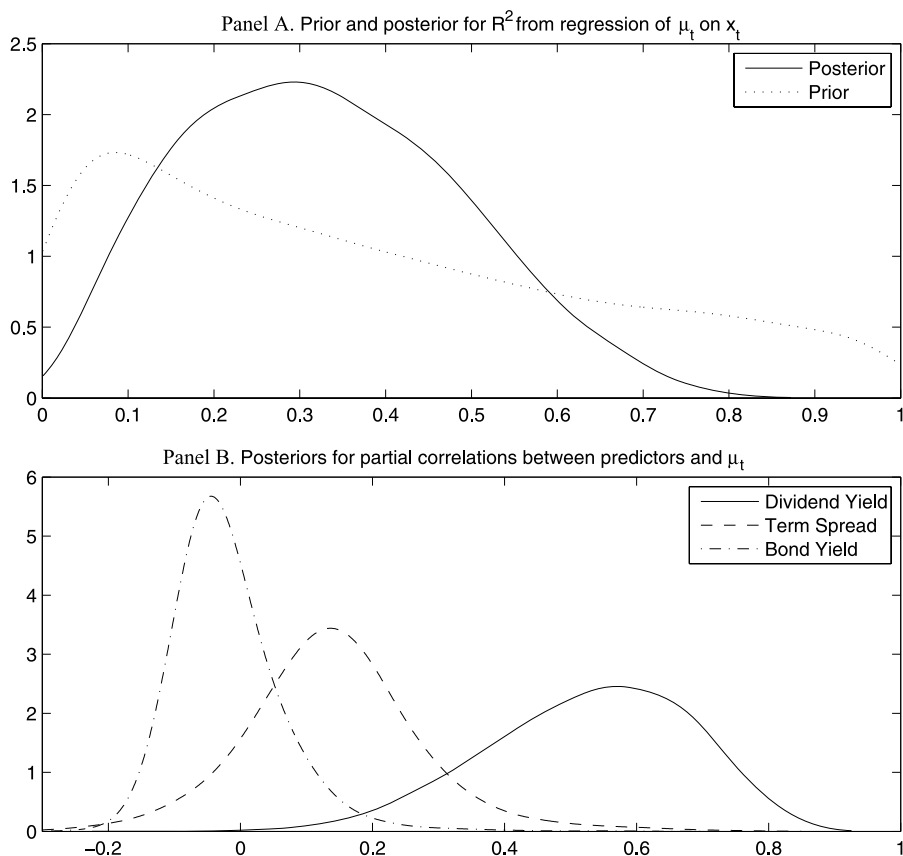 Panel A. Prior and posterior for R² from regression of μt on xt
2.5
2
1.5
1
0.5
0
Posterior
Prior
0 0.1 0.2 0.3 0.4 0.5 0.6 0.7 0.8 0.9 1
Panel B. Posteriors for partial correlations between predictors and μt
6
5
4
3
2
1
0
Dividend Yield
Term Spread
Bond Yield
−0.2 0 0.2 0.4 0.6 0.8 1